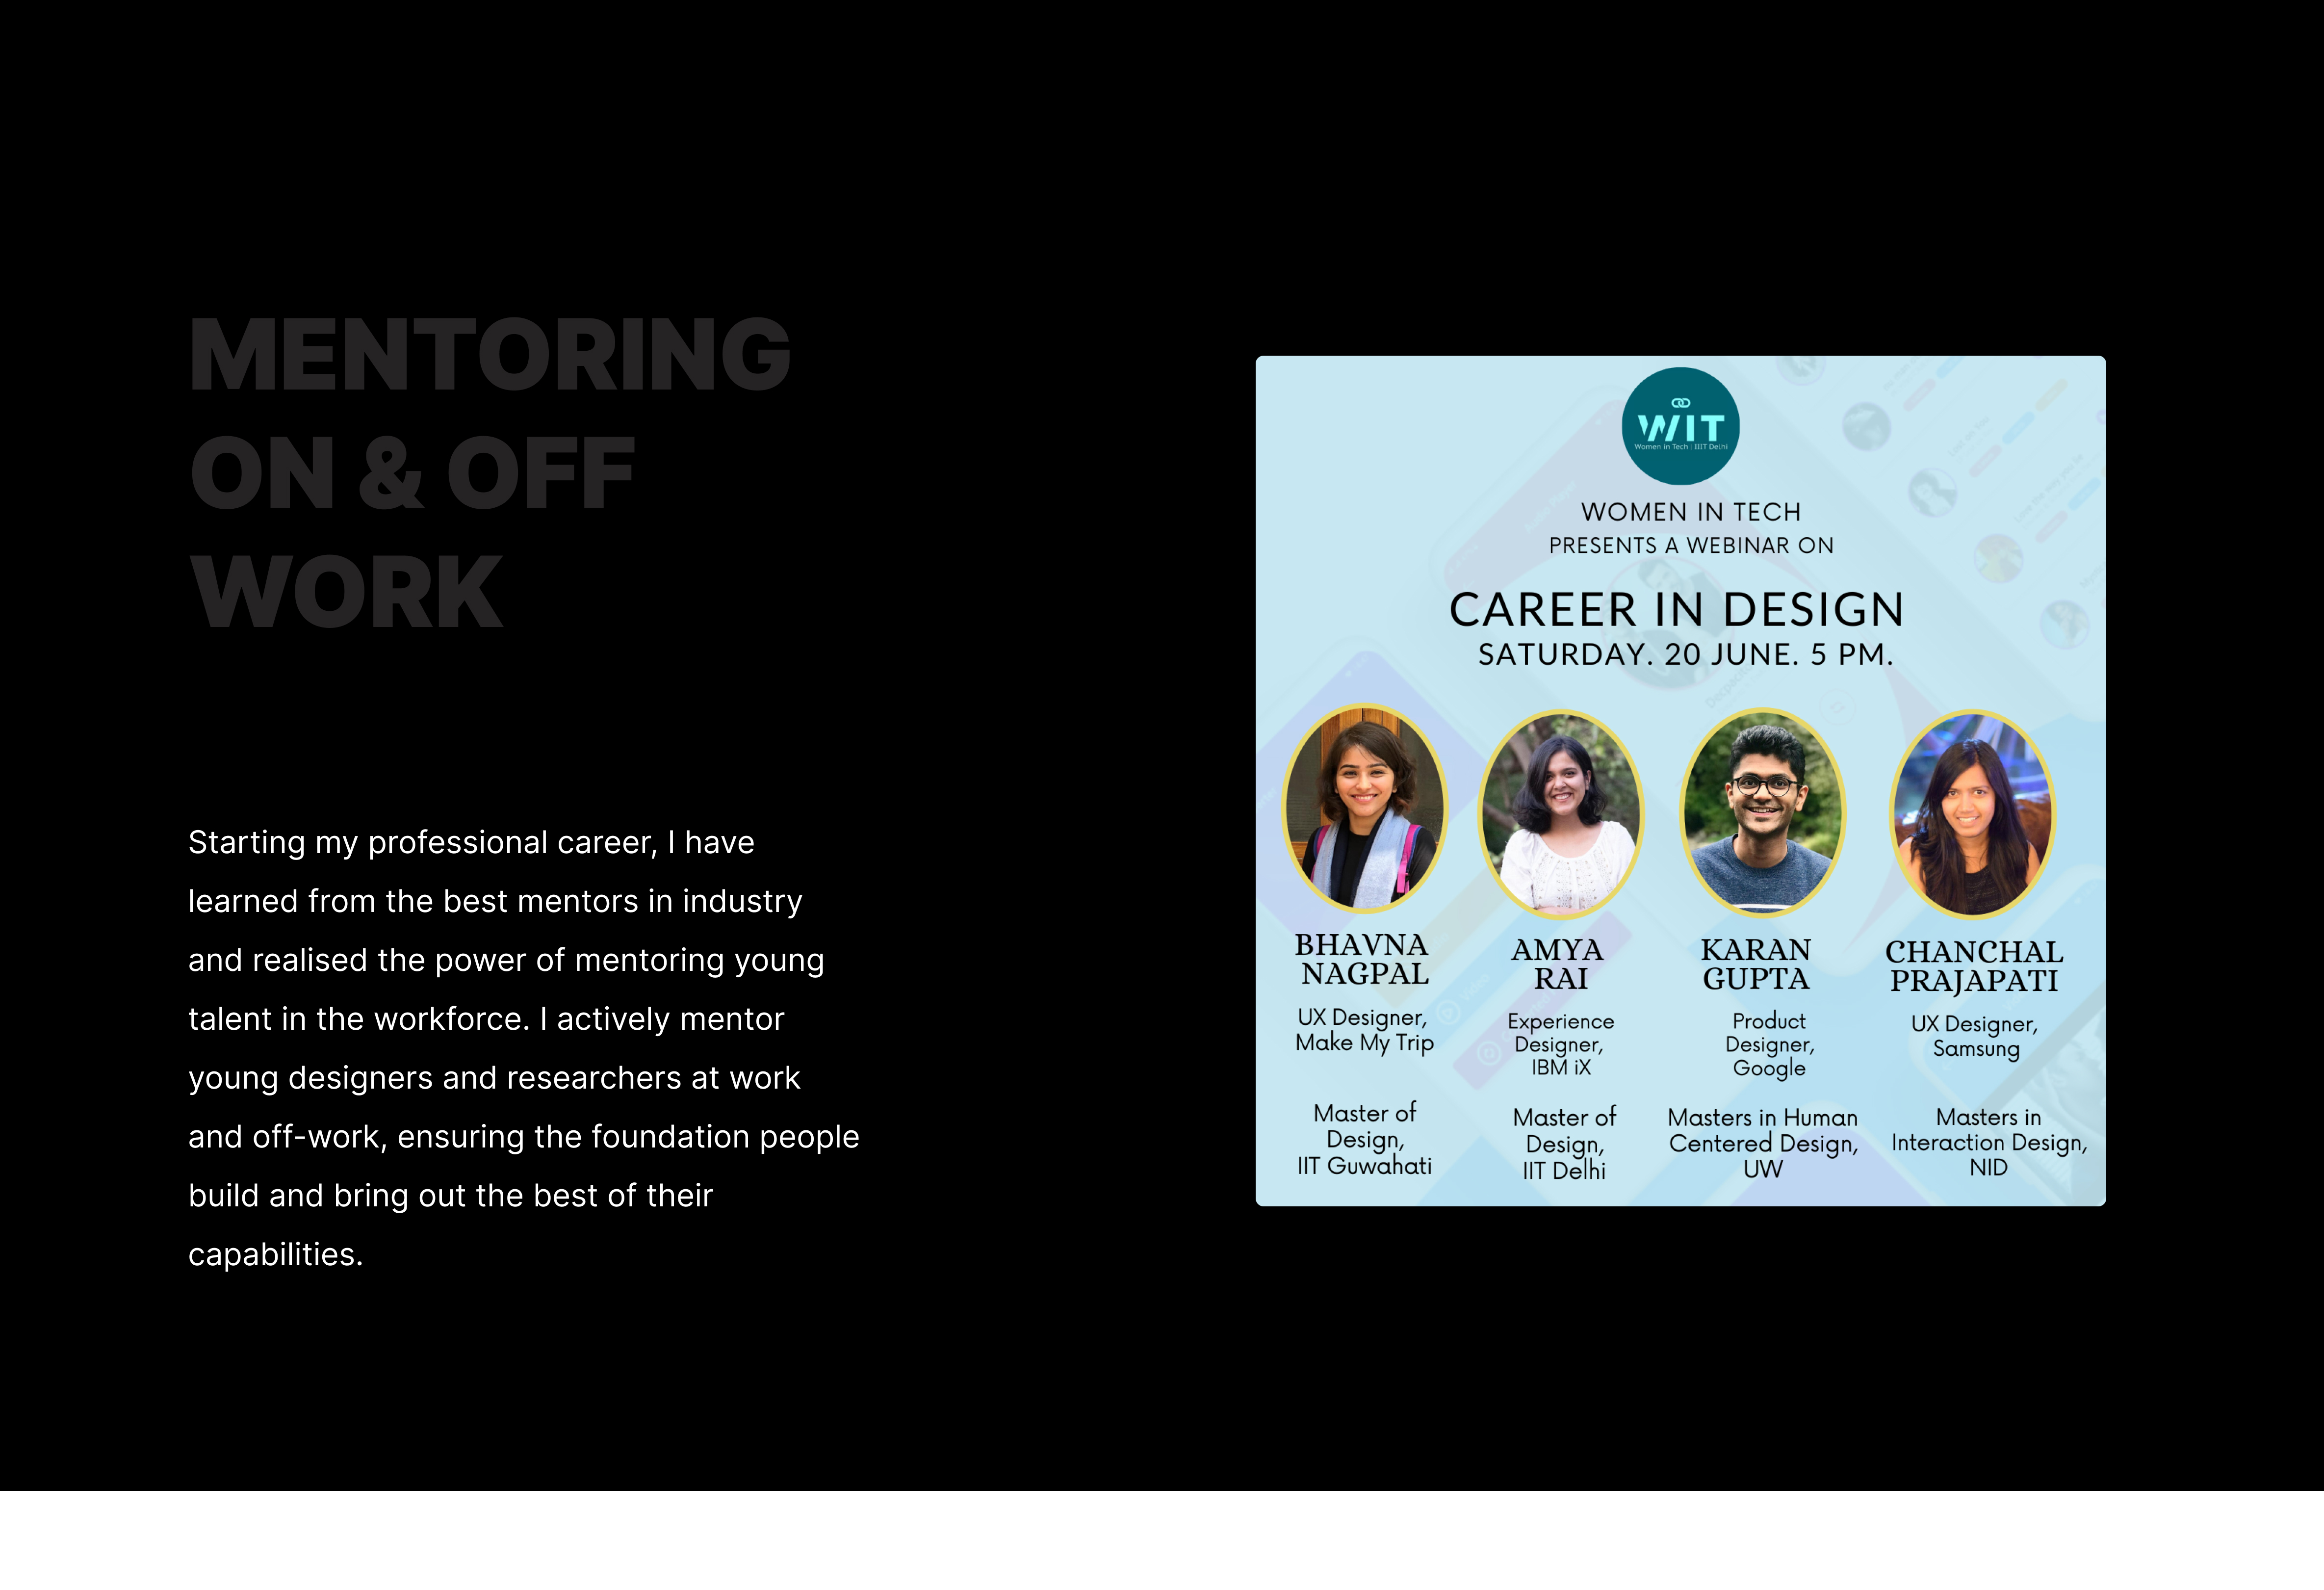 MENTORING
ON & OFF
WORK
Starting my professional career, I have
learned from the best mentors in industry
and realised the power of mentoring young
talent in the workforce. I actively mentor
young designers and researchers at work
and off-work, ensuring the foundation people
build and bring out the best of their
capabilities.
WIT
Women in Tech | IIIT Delhi
WOMEN IN TECH
PRESENTS A WEBINAR ON
CAREER IN DESIGN
SATURDAY. 20 JUNE. 5 PM.
BHAVNA
NAGPAL
UX Designer,
Make My Trip
Master of
Design,
IIT Guwahati
AMYA
RAI
Experience
Designer,
IBM iX
Master of
Design,
IIT Delhi
KARAN
GUPTA
Product
Designer,
Google
Masters in Human
Centered Design,
UW
CHANCHAL
PRAJAPATI
UX Designer,
Samsung
Masters in
Interaction Design,
NID